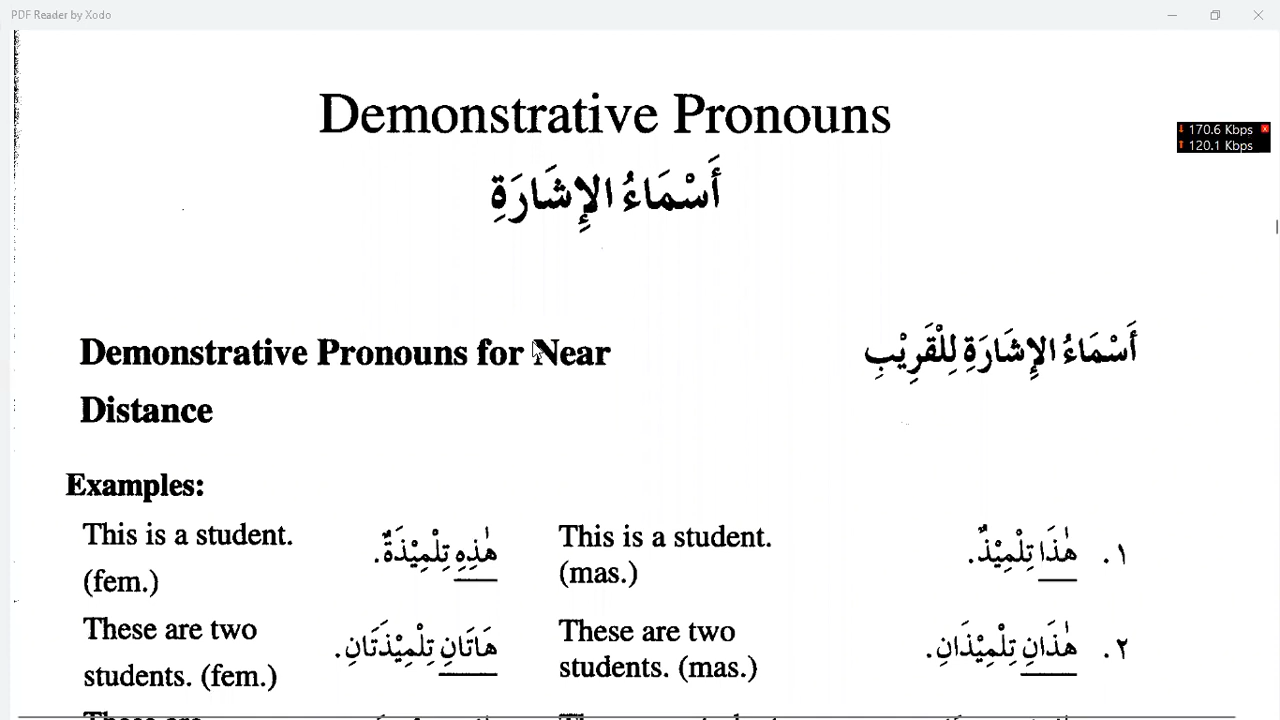 PDF Reader by Xodo
170.6 Kbps
120.1 Kbps
Demonstrative Pronouns
أَسْمَاءُ الإِشَارَةِ
Demonstrative Pronouns for Near
Distance
أَسْمَاءُ الإِشَارَةِ لِلْقَرِيْبِ
Examples:
This is a student.
(fem.)
هٰذِهِ تِلْمِيْذَةٌ.
This is a student.
(mas.)
١. هٰذَا تِلْمِيْذٌ.
These are two
students. (fem.)
هَاتَانِ تِلْمِيْذَتَانِ.
These are two
students. (mas.)
٢. هٰذَانِ تِلْمِيْذَانِ.